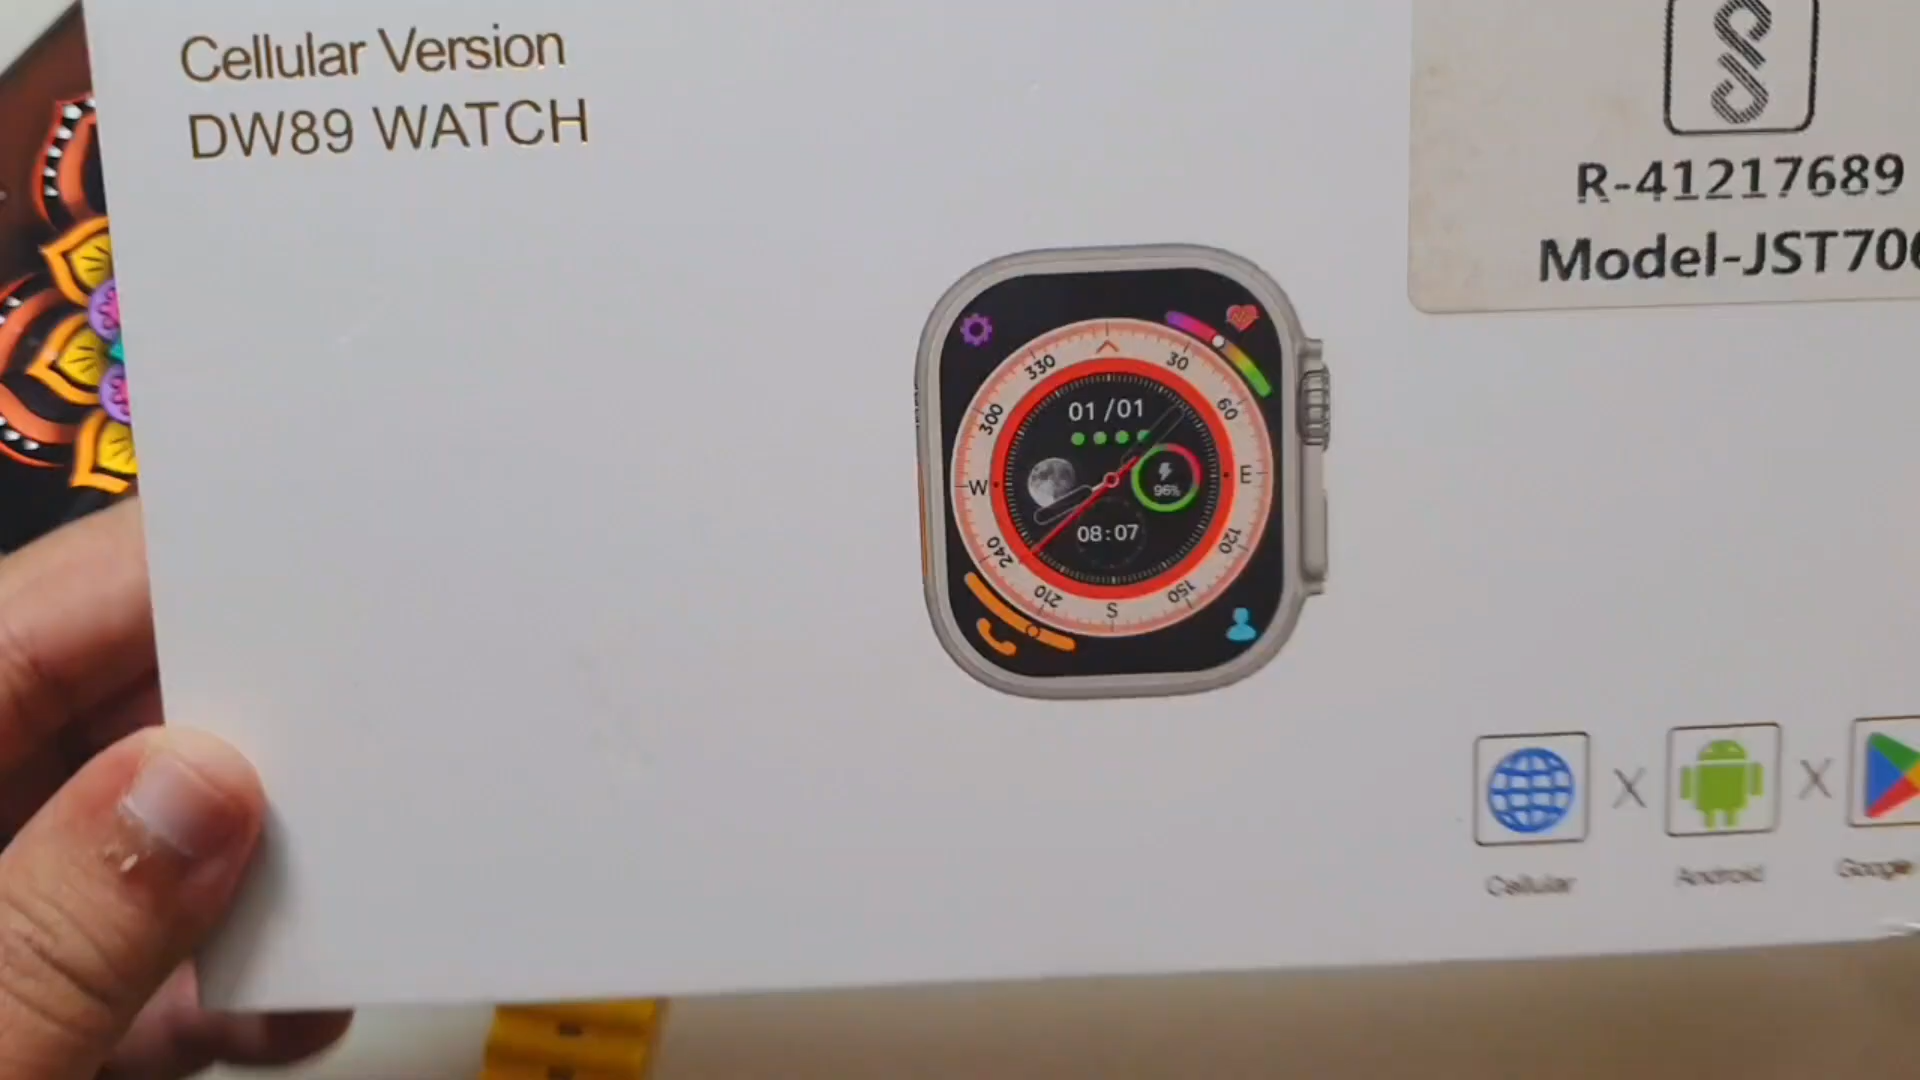 Cellular Version
DW89 WATCH
R-41217689
Model-JST70
330
30
300
60
01/01
W
E
96%
08:07
240
120
210
150
S
Cellular
Android
Google